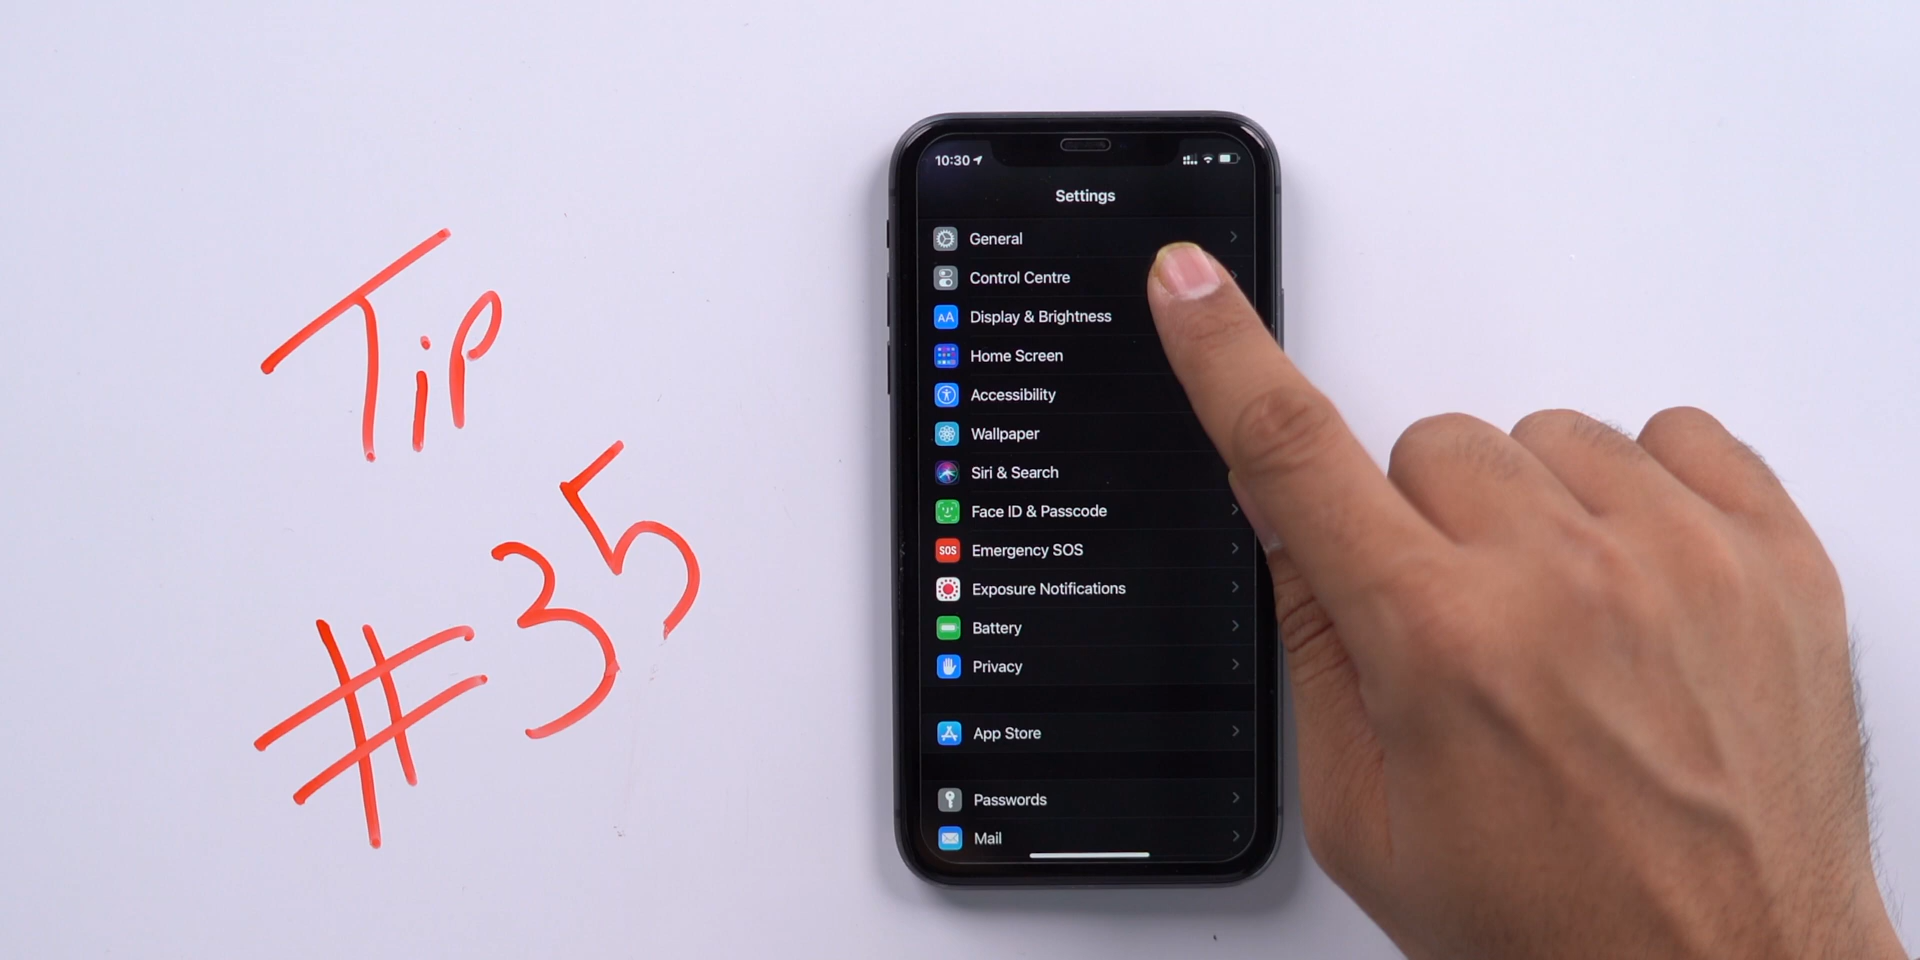 Tip
#35
10:30
Settings
General
Control Centre
AA Display & Brightness
Home Screen
Accessibility
Wallpaper
Siri & Search
Face ID & Passcode
SOS Emergency SOS
Exposure Notifications
Battery
Privacy
App Store
Passwords
Mail